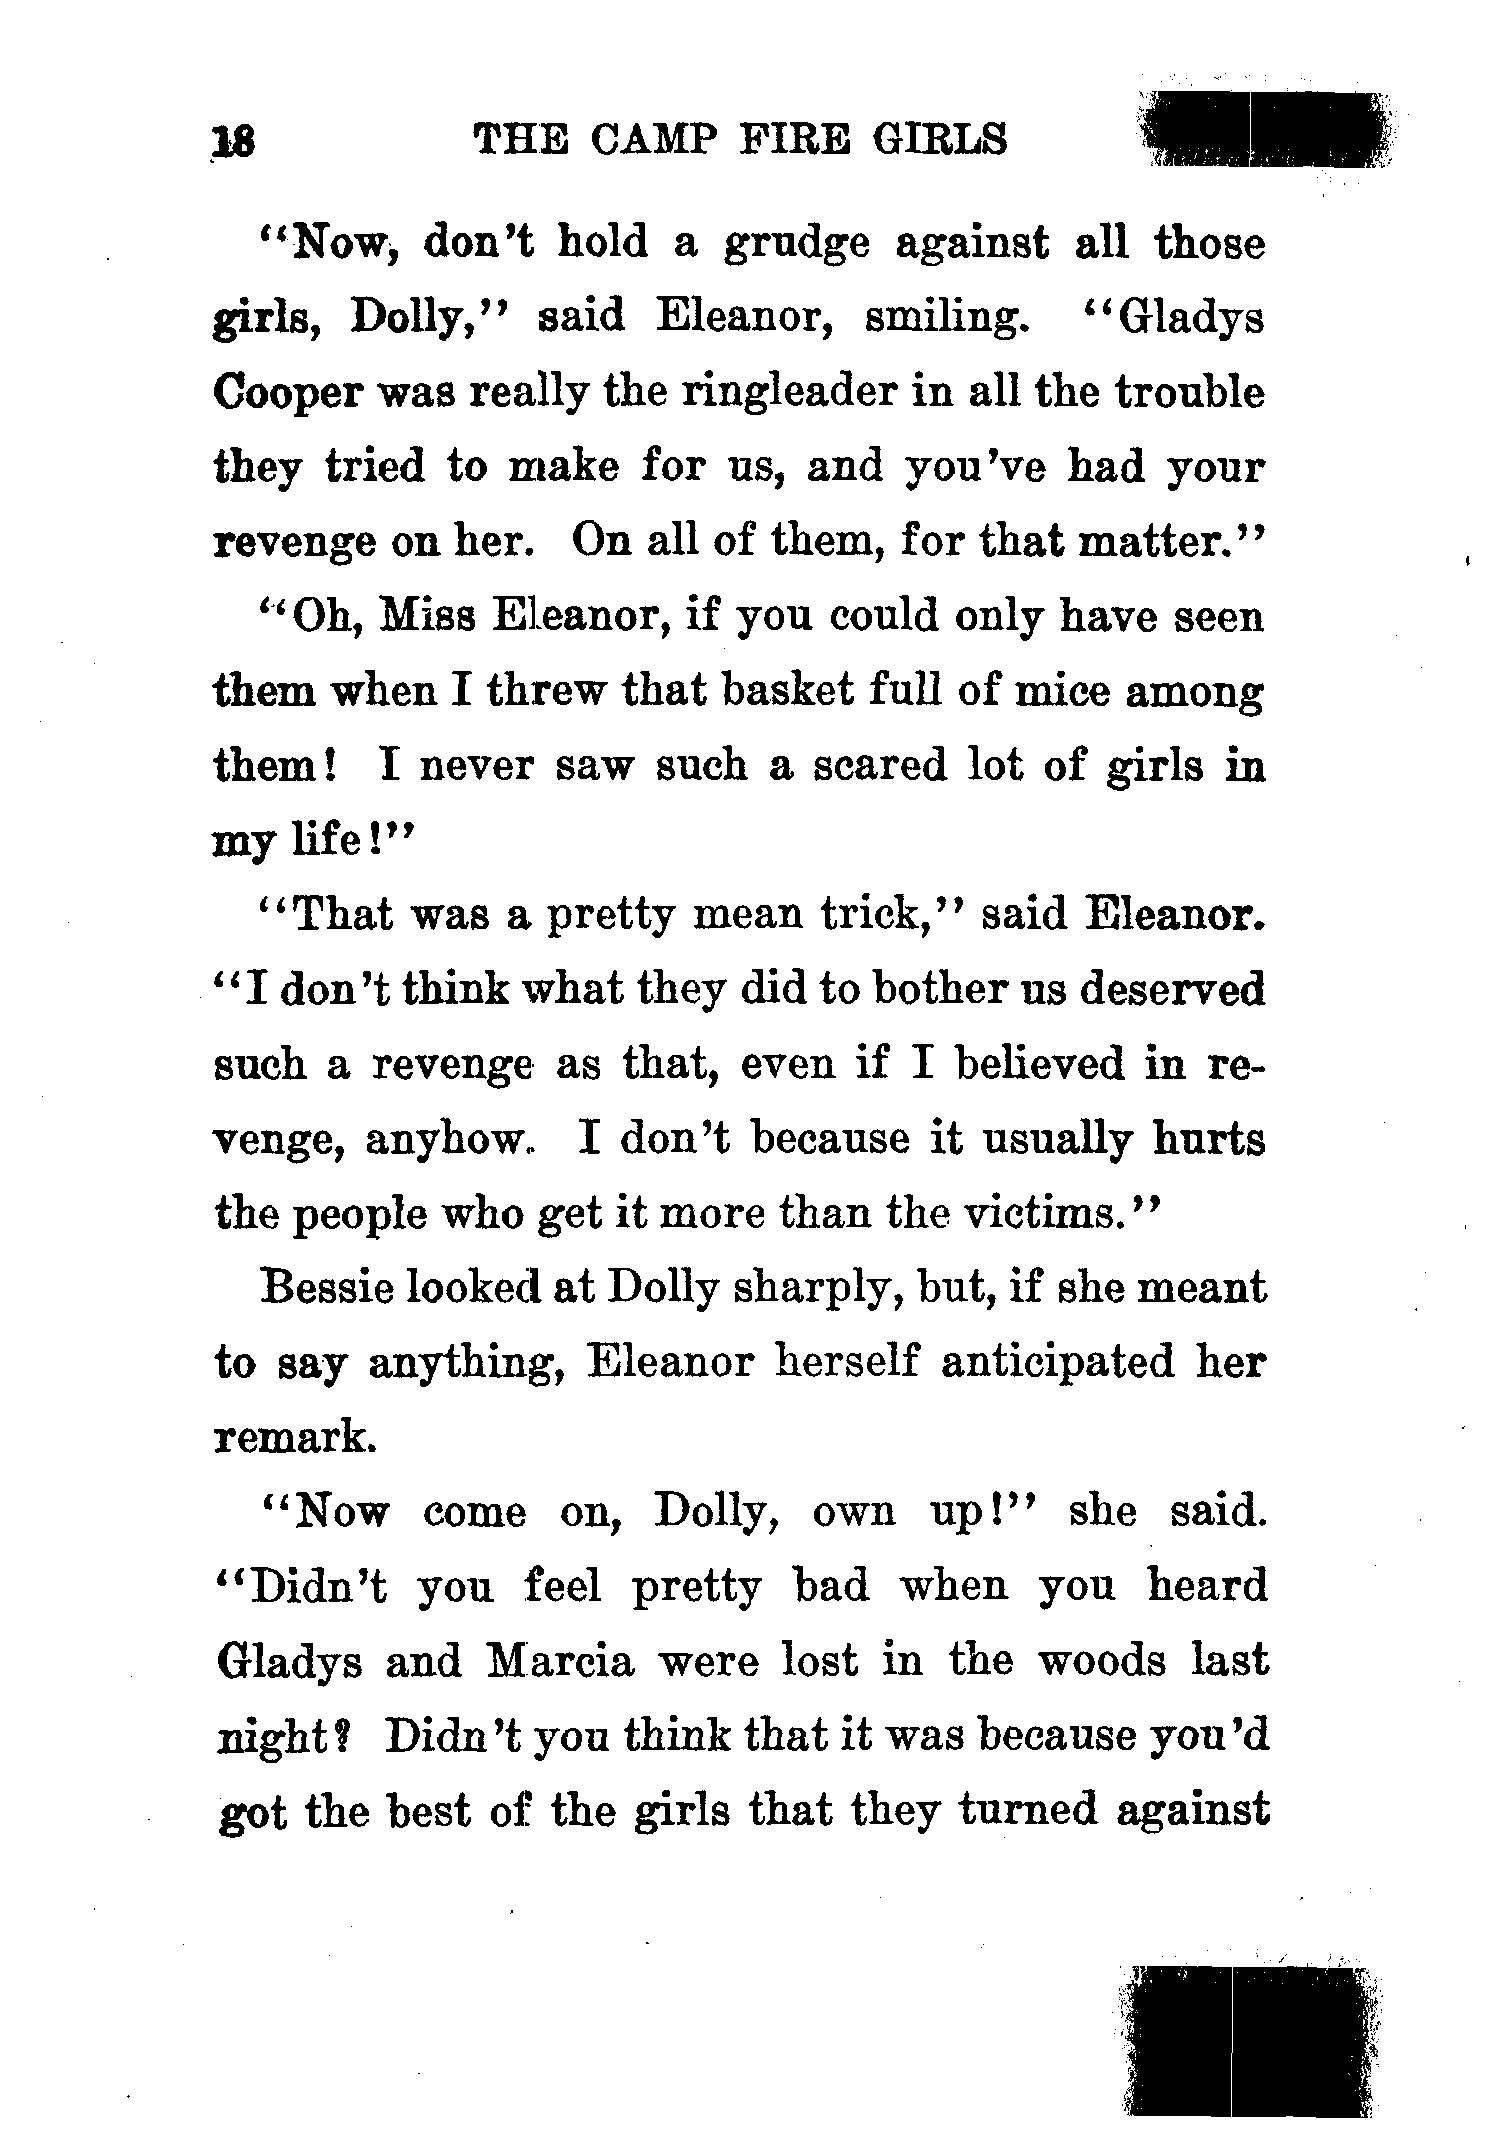 18 THE CAMP FIRE GIRLS
"Now, don't hold a grudge against all those
girls, Dolly," said Eleanor, smiling. "Gladys
Cooper was really the ringleader in all the trouble
they tried to make for us, and you've had your
revenge on her. On all of them, for that matter."
"Oh, Miss Eleanor, if you could only have seen
them when I threw that basket full of mice among
them! I never saw such a scared lot of girls in
my life!"
"That was a pretty mean trick," said Eleanor.
"I don't think what they did to bother us deserved
such a revenge as that, even if I believed in re-
venge, anyhow. I don't because it usually hurts
the people who get it more than the victims."
Bessie looked at Dolly sharply, but, if she meant
to say anything, Eleanor herself anticipated her
remark.
"Now come on, Dolly, own up!" she said.
"Didn't you feel pretty bad when you heard
Gladys and Marcia were lost in the woods last
night? Didn't you think that it was because you'd
got the best of the girls that they turned against